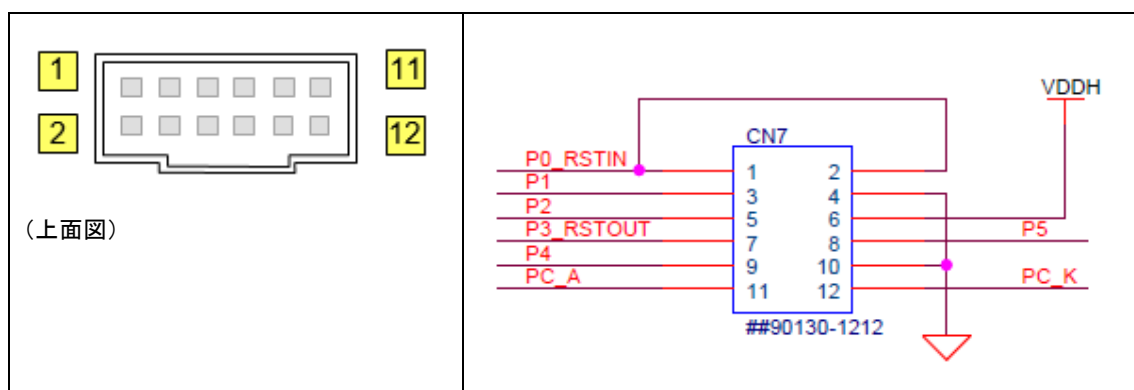 1
11
2
12
(上面図)
VDDH
CN7
P0_RSTIN
1
2
P1
3
4
P2
5
6
P3_RSTOUT
7
8
P5
P4
9
10
PC_A
11
12
PC_K
##90130-1212